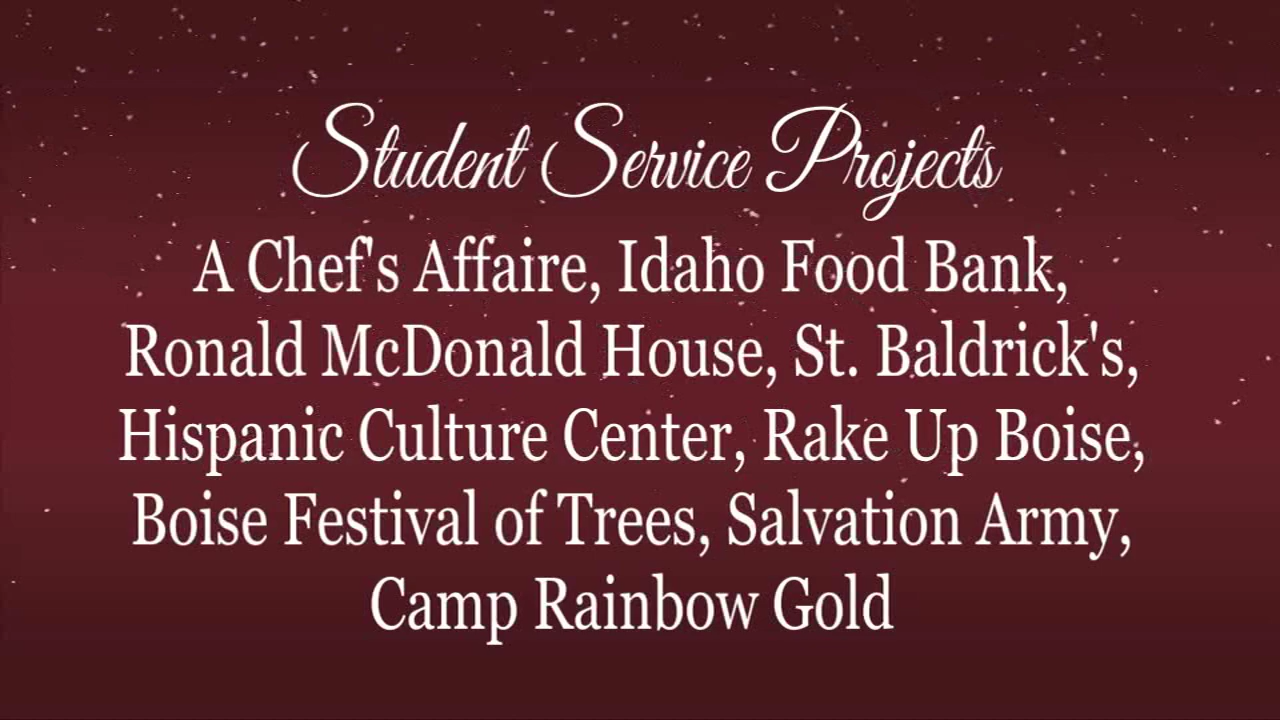 Student Service Projects
A Chef's Affaire, Idaho Food Bank,
Ronald McDonald House, St. Baldrick's,
Hispanic Culture Center, Rake Up Boise,
Boise Festival of Trees, Salvation Army,
Camp Rainbow Gold